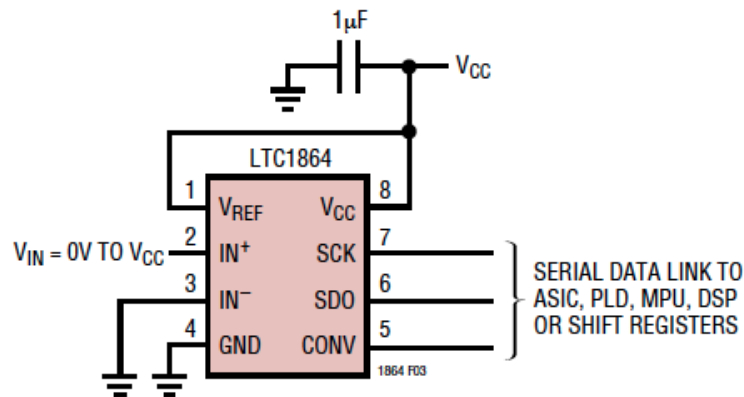 1µF
VCC
LTC1864
1 VREF VCC 8
VIN = 0V TO VCC 2 IN+ SCK 7
3 IN− SDO 6
4 GND CONV 5
SERIAL DATA LINK TO
ASIC, PLD, MPU, DSP
OR SHIFT REGISTERS
1864 F03